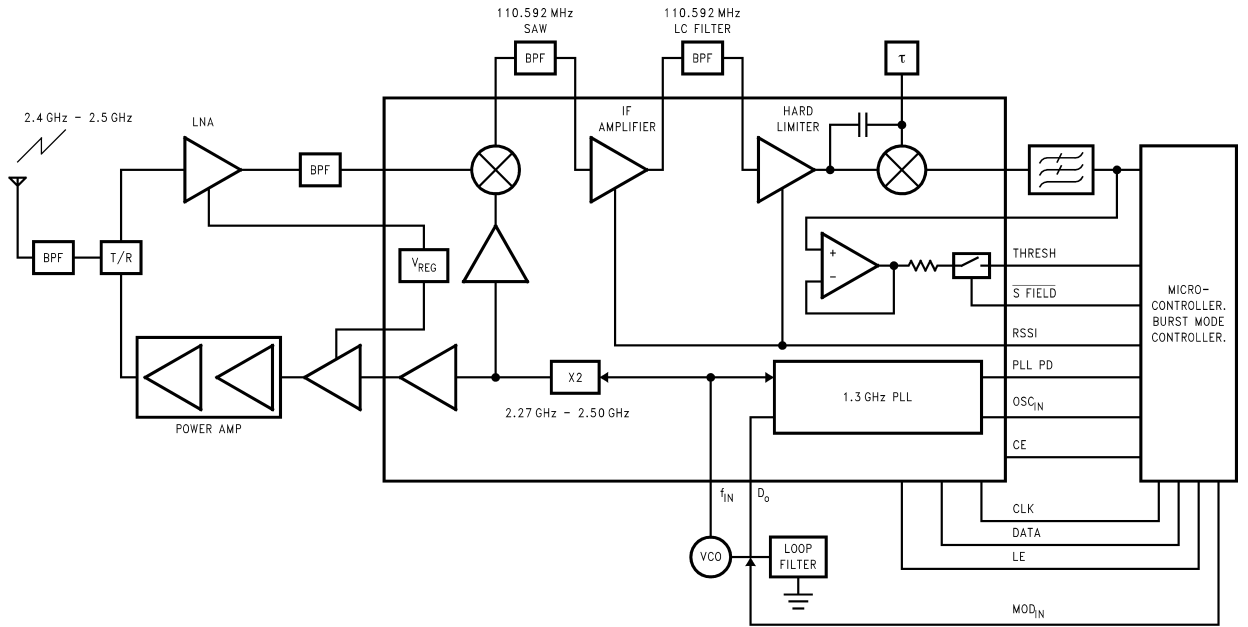 110.592 MHz
SAW
110.592 MHz
LC FILTER
BPF
BPF
τ
2.4 GHz – 2.5 GHz
LNA
IF
AMPLIFIER
HARD
LIMITER
BPF
BPF
T/R
VREG
+
−
THRESH
S FIELD
RSSI
PLL PD
OSCIN
CE
MICRO-
CONTROLLER.
BURST MODE
CONTROLLER.
X2
2.27 GHz – 2.50 GHz
1.3 GHz PLL
POWER AMP
fIN
Do
CLK
DATA
LE
VCO
LOOP
FILTER
MODIN